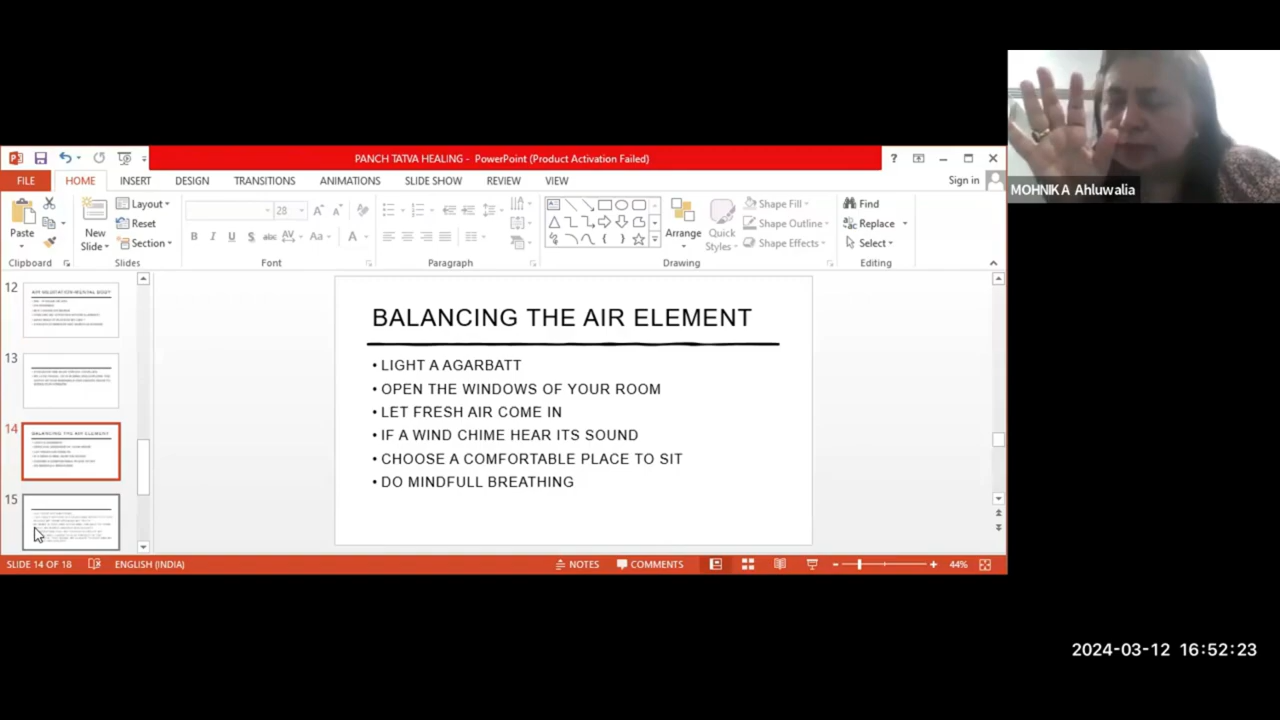 MOHNIKA Ahluwalia
PANCH TATVA HEALING - PowerPoint (Product Activation Failed)
FILE HOME INSERT DESIGN TRANSITIONS ANIMATIONS SLIDE SHOW REVIEW VIEW Sign in
Paste
Clipboard
New
Slide
Layout
Reset
Section
Slides
28
Font
Paragraph
Arrange
Quick
Styles
Shape Fill
Shape Outline
Shape Effects
Drawing
Find
Replace
Select
Editing
12
13
14
BALANCING THE AIR ELEMENT
15
BALANCING THE AIR ELEMENT
• LIGHT A AGARBATT
• OPEN THE WINDOWS OF YOUR ROOM
• LET FRESH AIR COME IN
• IF A WIND CHIME HEAR ITS SOUND
• CHOOSE A COMFORTABLE PLACE TO SIT
• DO MINDFULL BREATHING
SLIDE 14 OF 18 ENGLISH (INDIA) NOTES COMMENTS 44%
2024-03-12 16:52:23